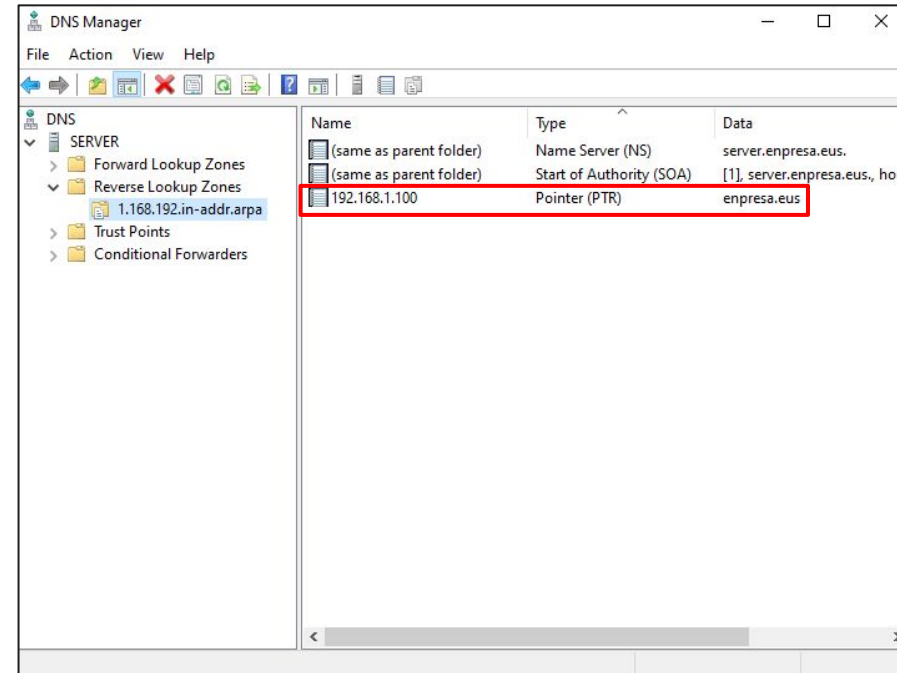 DNS Manager
File Action View Help
DNS
SERVER
Forward Lookup Zones
Reverse Lookup Zones
1.168.192.in-addr.arpa
Trust Points
Conditional Forwarders
Name Type Data
(same as parent folder) Name Server (NS) server.enpresa.eus.
(same as parent folder) Start of Authority (SOA) [1], server.enpresa.eus., ho
192.168.1.100 Pointer (PTR) enpresa.eus